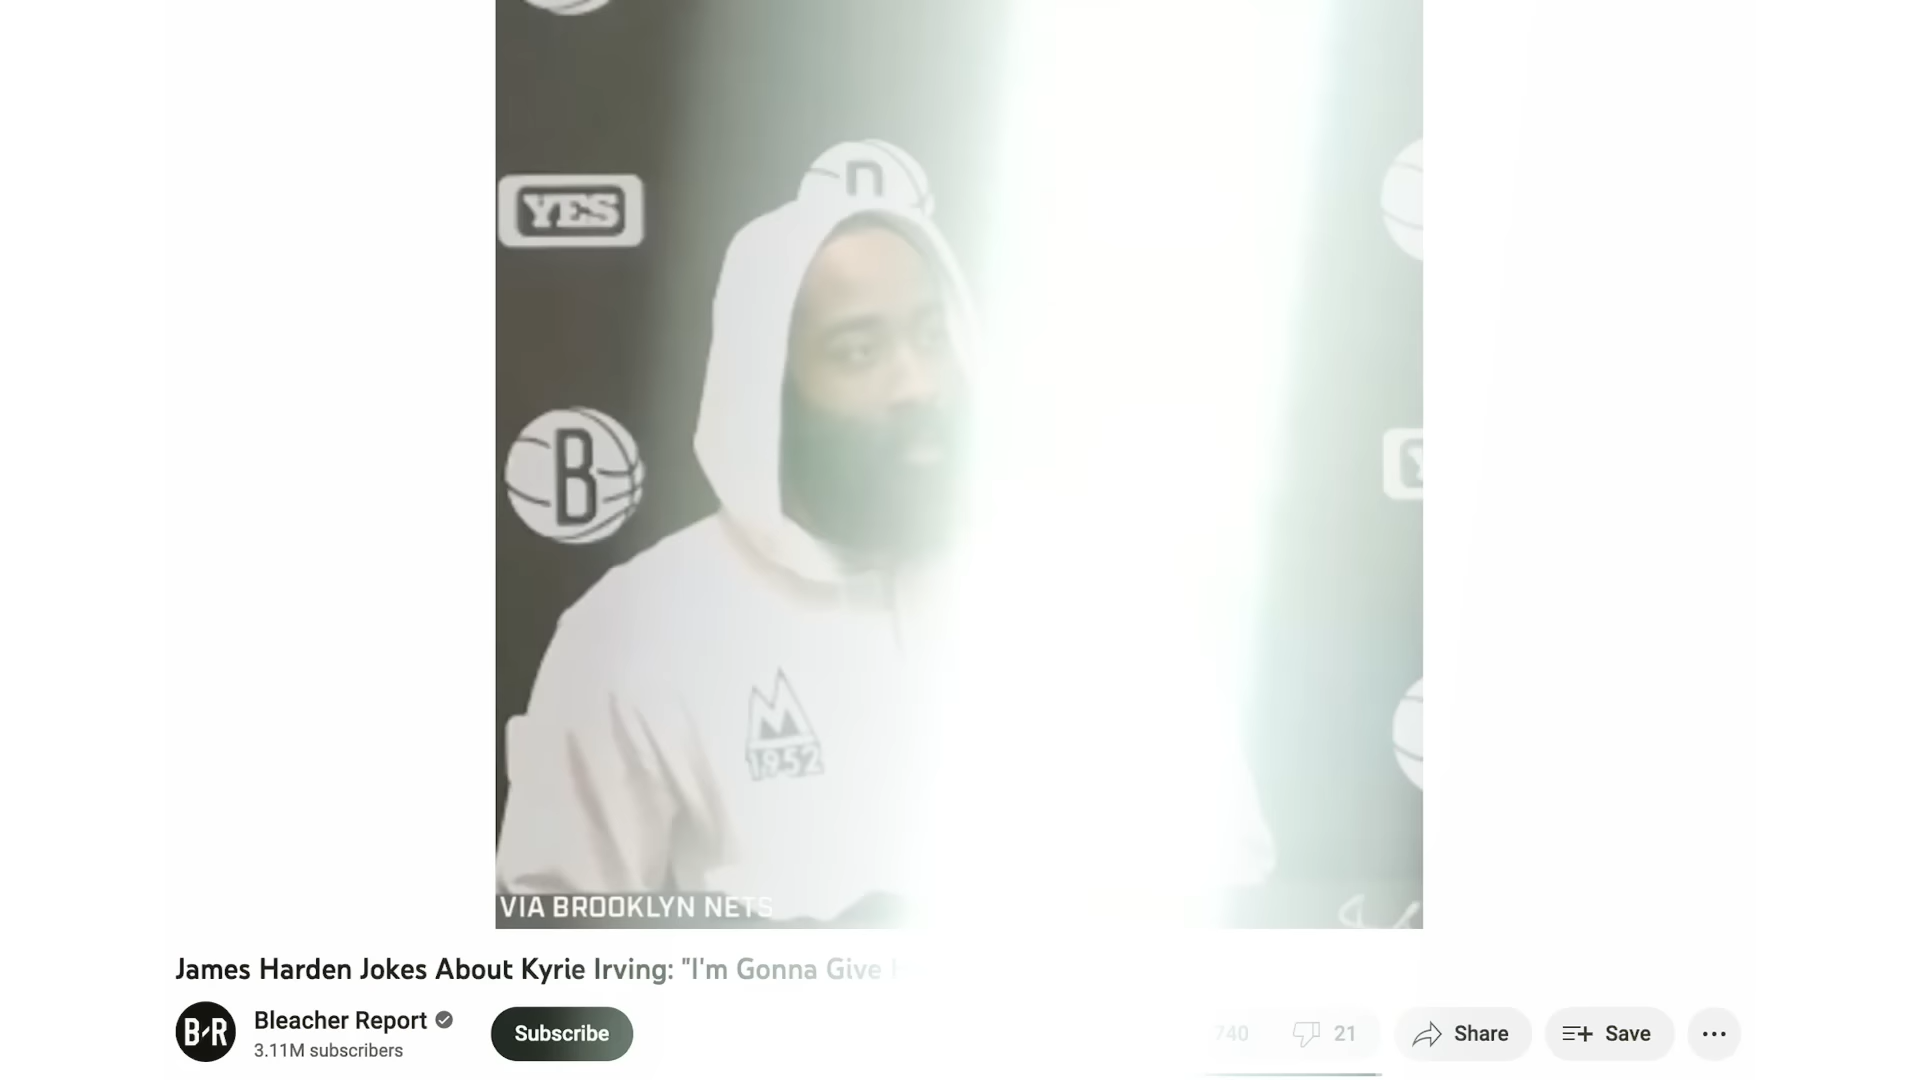 n
YES
B
Y
M
1952
VIA BROOKLYN NETS
James Harden Jokes About Kyrie Irving: "I'm Gonna Give
B·R
Bleacher Report
3.11M subscribers
Subscribe
740
21
Share
Save